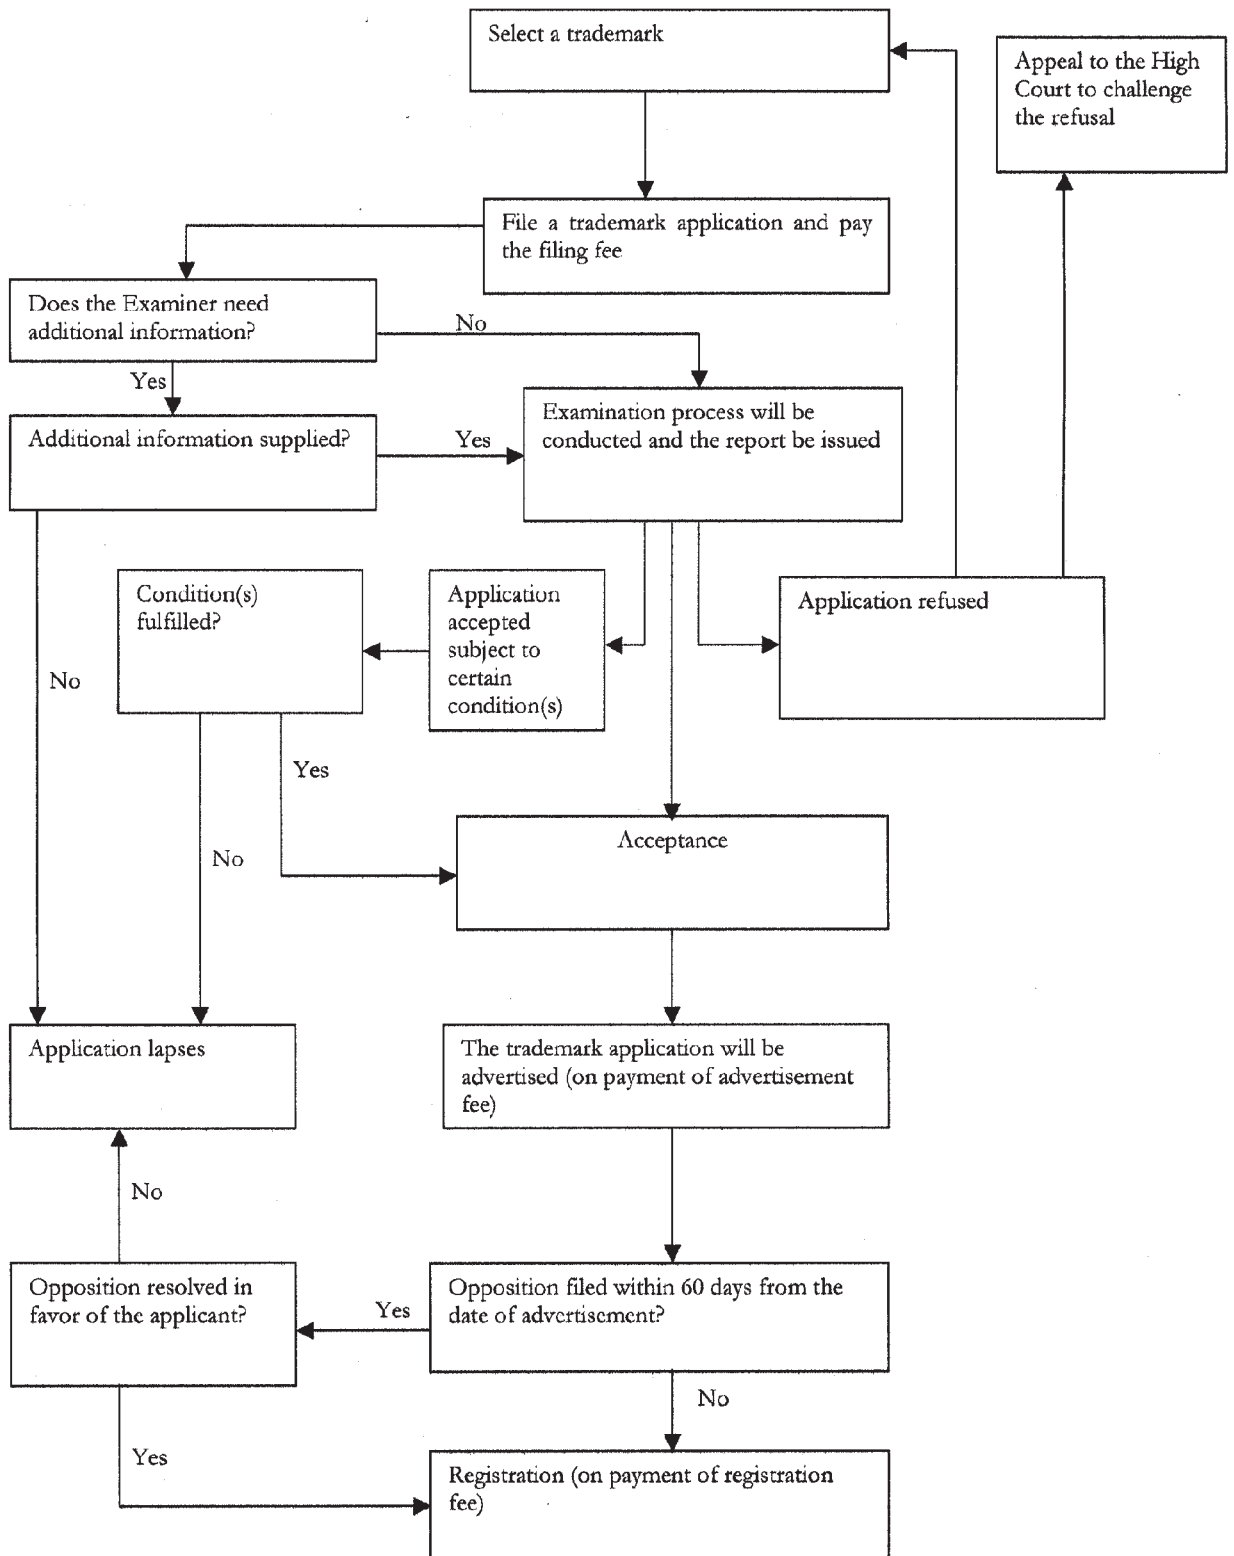 Select a trademark
Appeal to the High
Court to challenge
the refusal
File a trademark application and pay
the filing fee
Does the Examiner need
additional information?
No
Yes
Additional information supplied?
Yes
Examination process will be
conducted and the report be issued
Condition(s)
fulfilled?
Application
accepted
subject to
certain
condition(s)
Application refused
No
Yes
No
Acceptance
Application lapses
The trademark application will be
advertised (on payment of advertisement
fee)
No
Opposition resolved in
favor of the applicant?
Yes
Opposition filed within 60 days from the
date of advertisement?
No
Yes
Registration (on payment of registration
fee)